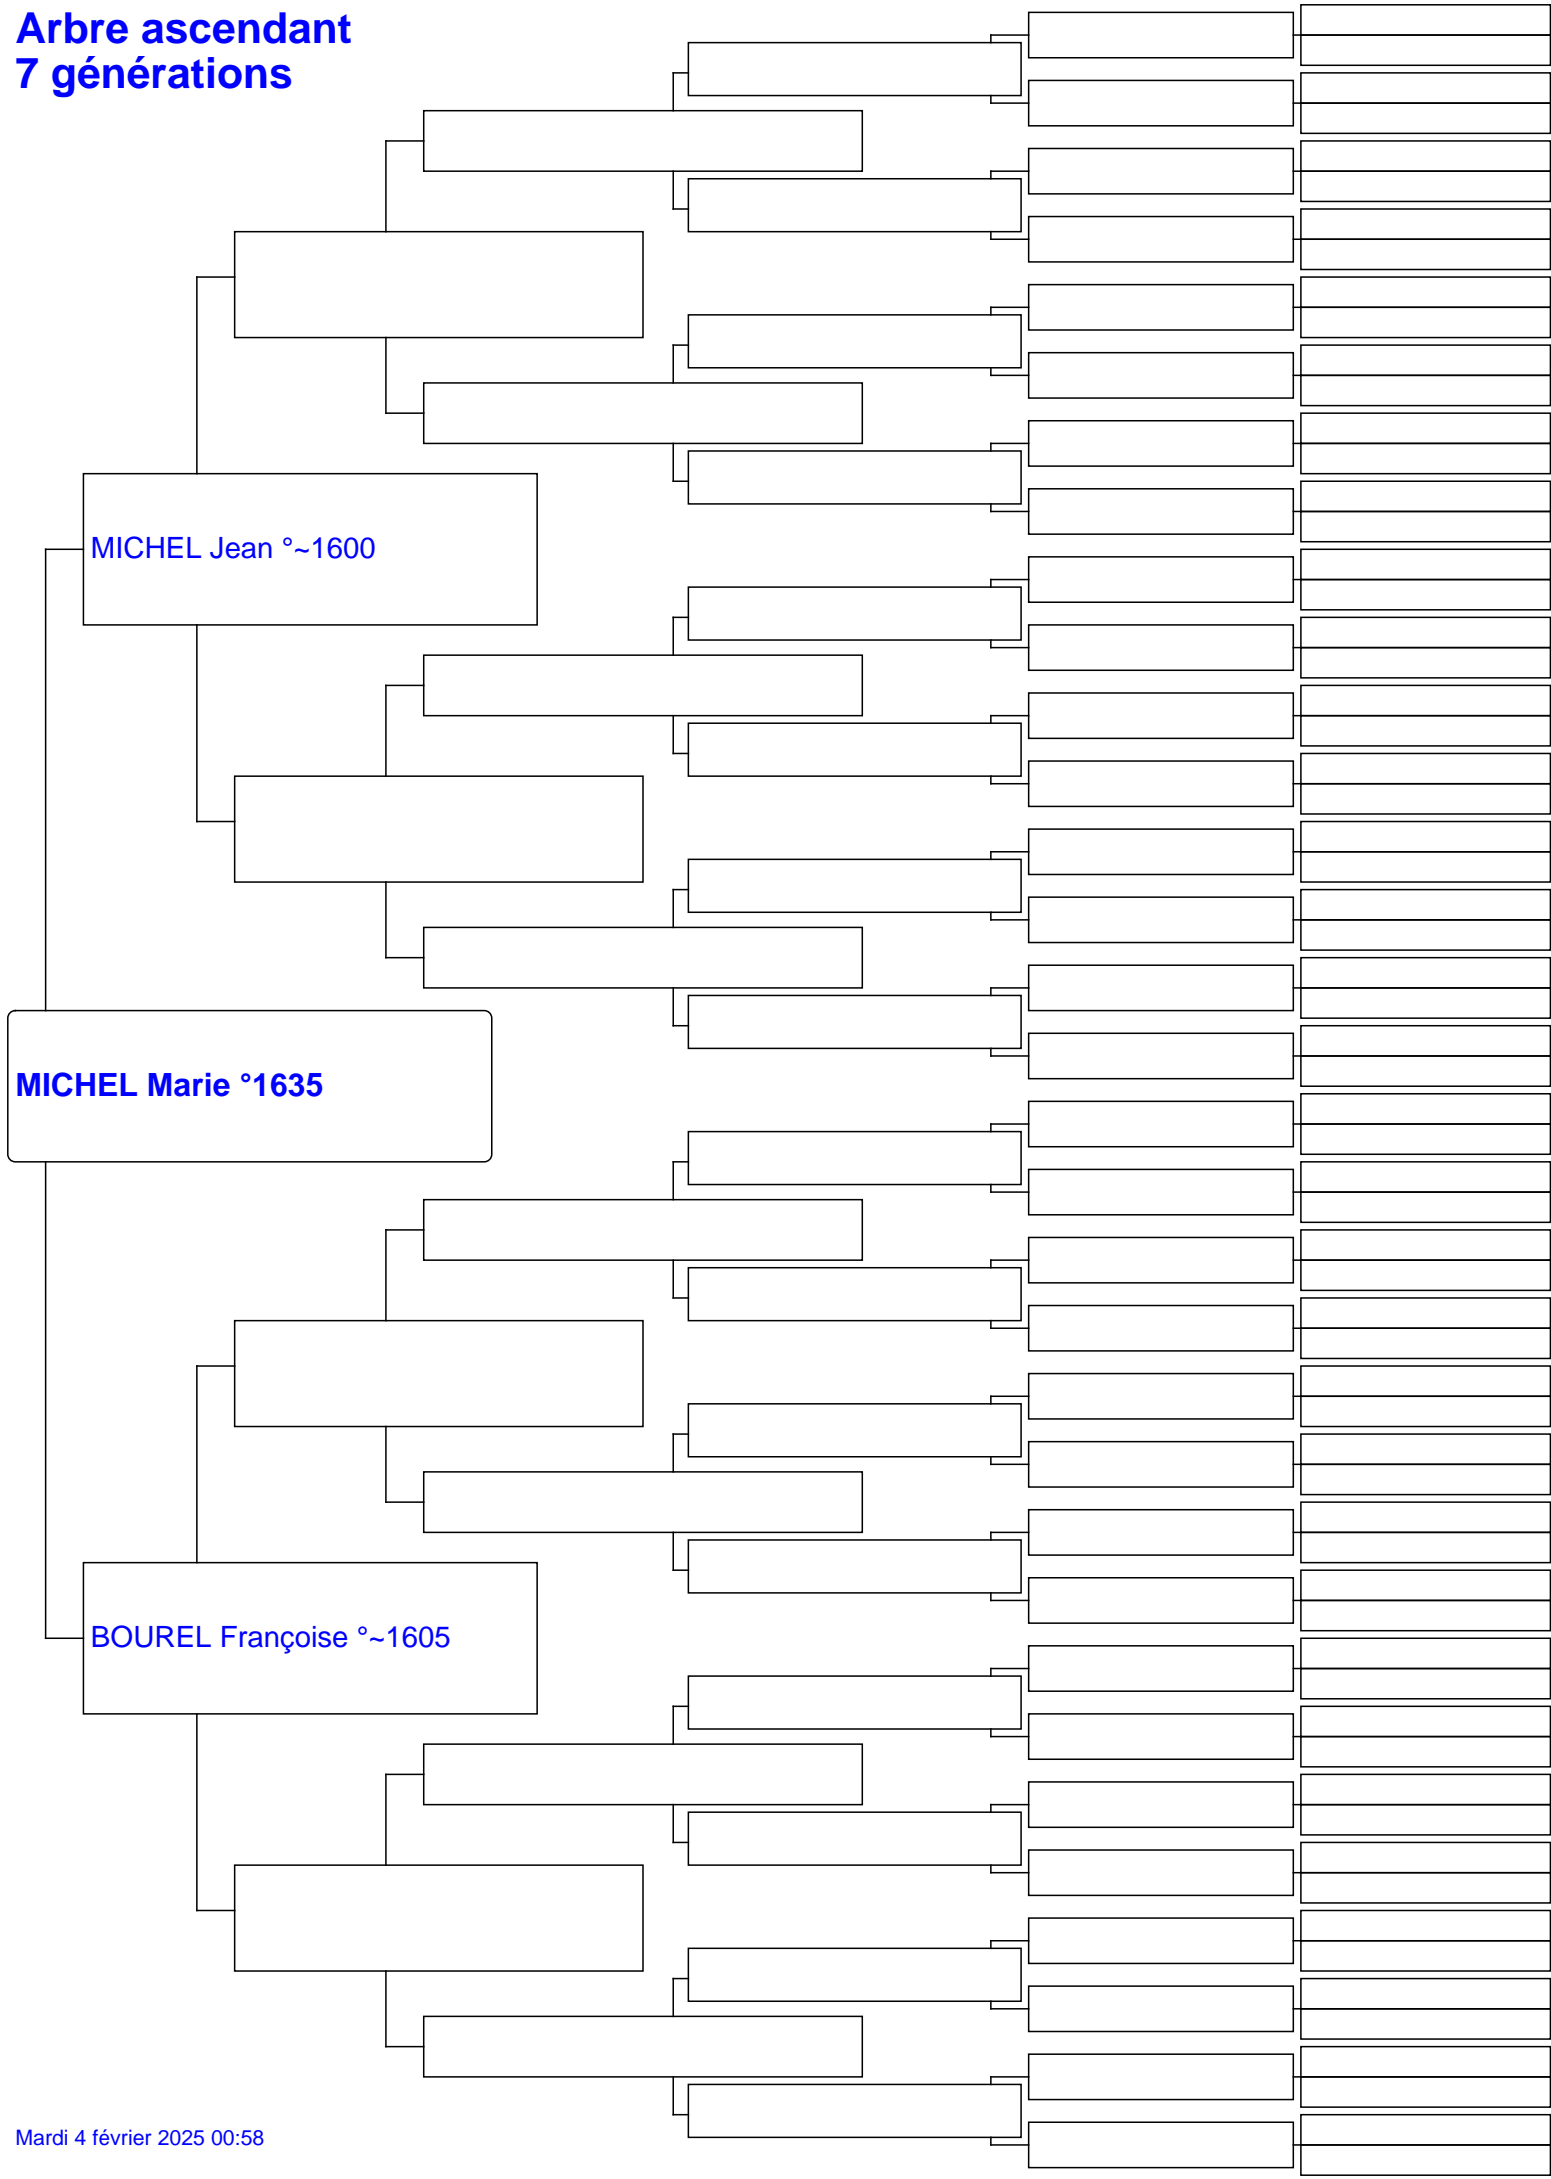 Arbre ascendant
7 générations
MICHEL Jean °~1600
MICHEL Marie °1635
BOUREL Françoise °~1605
Mardi 4 février 2025 00:58